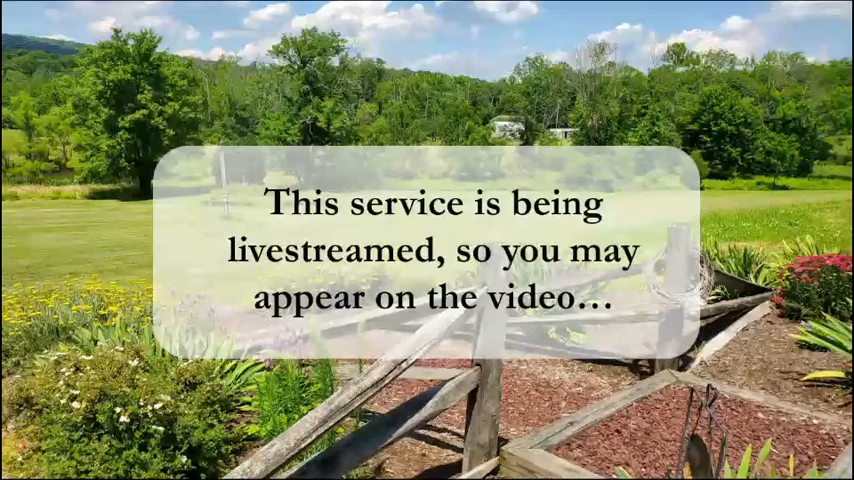 This service is being
livestreamed, so you may
appear on the video…